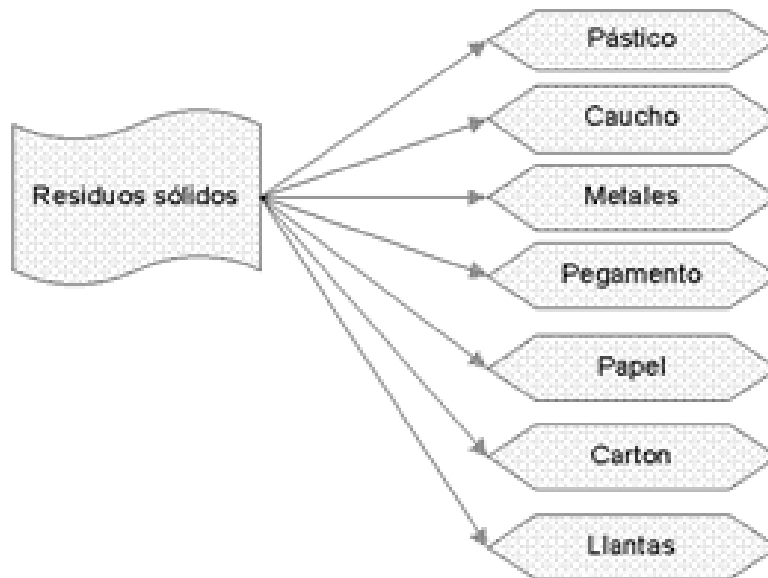 Residuos sólidos
Pástico
Caucho
Metales
Pegamento
Papel
Carton
Llantas